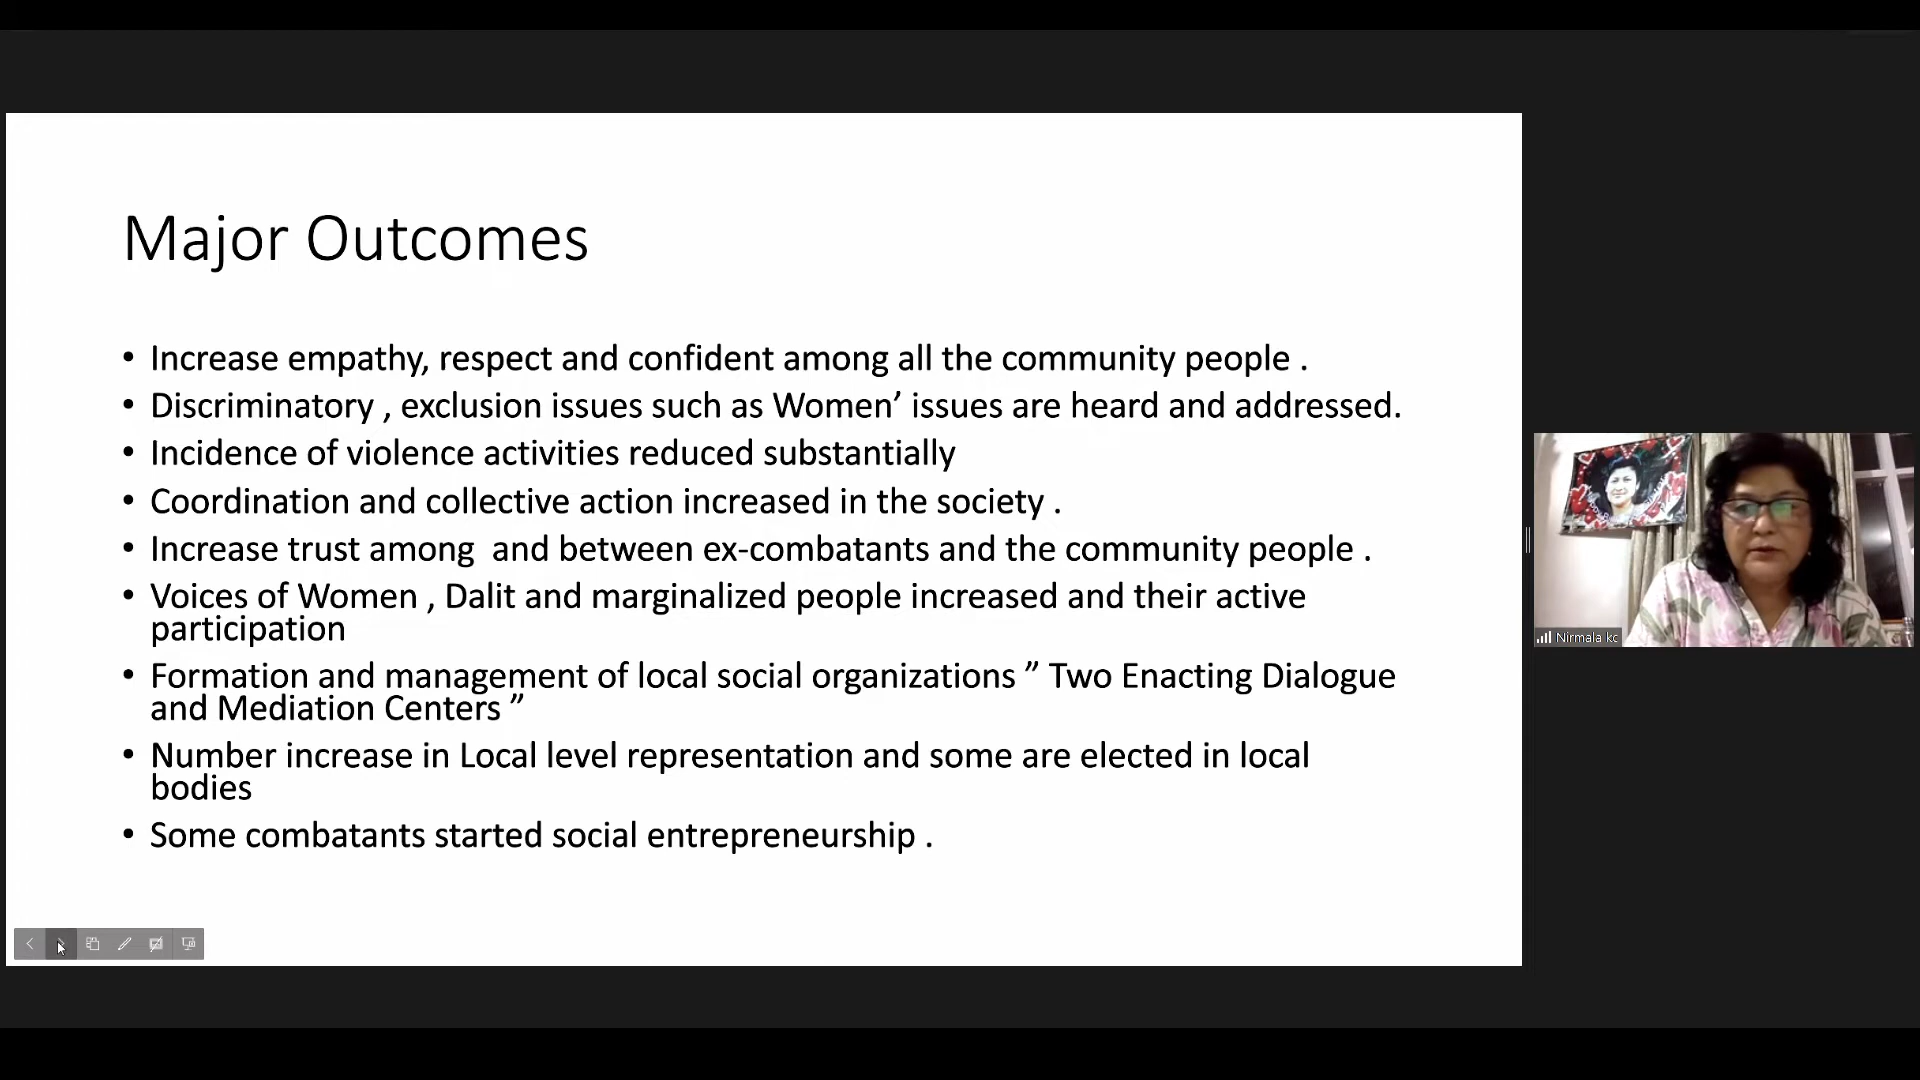 Major Outcomes
• Increase empathy, respect and confident among all the community people .
• Discriminatory , exclusion issues such as Women’ issues are heard and addressed.
• Incidence of violence activities reduced substantially
• Coordination and collective action increased in the society .
• Increase trust among  and between ex-combatants and the community people .
• Voices of Women , Dalit and marginalized people increased and their active
participation
• Formation and management of local social organizations ” Two Enacting Dialogue
and Mediation Centers ”
• Number increase in Local level representation and some are elected in local
bodies
• Some combatants started social entrepreneurship .
Nirmala kc